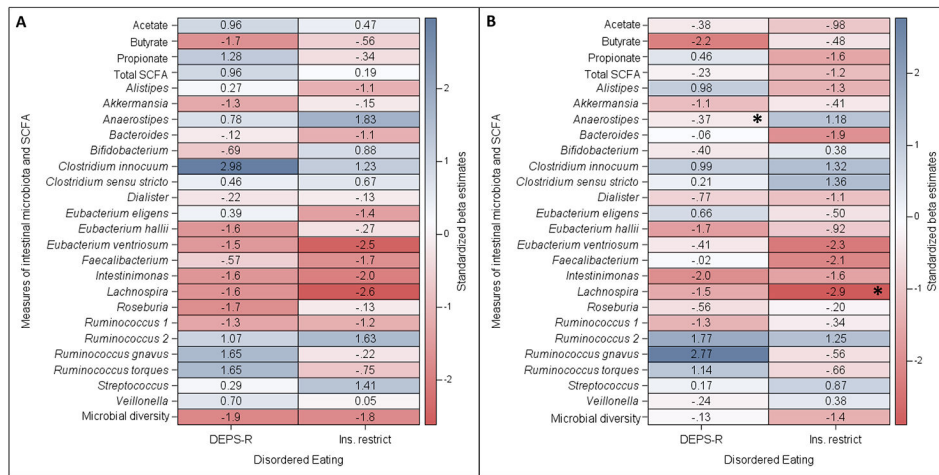 A
Measures of intestinal microbiota and SCFA
Acetate 0.96 0.47
Butyrate -1.7 -.56
Propionate 1.28 -.34
Total SCFA 0.96 0.19
Alistipes 0.27 -1.1
Akkermansia -1.3 -.15
Anaerostipes 0.78 1.83
Bacteroides -.12 -1.1
Bifidobacterium -.69 0.88
Clostridium innocuum 2.98 1.23
Clostridium sensu stricto 0.46 0.67
Dialister -.22 -.13
Eubacterium eligens 0.39 -1.4
Eubacterium hallii -1.6 -.27
Eubacterium ventriosum -1.5 -2.5
Faecalibacterium -.57 -1.7
Intestinimonas -1.6 -2.0
Lachnospira -1.6 -2.6
Roseburia -1.7 -.13
Ruminococcus 1 -1.3 -1.2
Ruminococcus 2 1.07 1.63
Ruminococcus gnavus 1.65 -.22
Ruminococcus torques 1.65 -.75
Streptococcus 0.29 1.41
Veillonella 0.70 0.05
Microbial diversity -1.9 -1.8
DEPS-R Ins. restrict
Disordered Eating
2
1
0
-1
-2
Standardized beta estimates
B
Measures of intestinal microbiota and SCFA
Acetate -.38 -.98
Butyrate -2.2 -.48
Propionate 0.46 -1.6
Total SCFA -.23 -1.2
Alistipes 0.98 -1.3
Akkermansia -1.1 -.41
Anaerostipes -.37 * 1.18
Bacteroides -.06 -1.9
Bifidobacterium -.40 0.38
Clostridium innocuum 0.99 1.32
Clostridium sensu stricto 0.21 1.36
Dialister -.77 -1.1
Eubacterium eligens 0.66 -.50
Eubacterium hallii -1.7 -.92
Eubacterium ventriosum -.41 -2.3
Faecalibacterium -.02 -2.1
Intestinimonas -2.0 -1.6
Lachnospira -1.5 -2.9 *
Roseburia -.56 -.20
Ruminococcus 1 -1.3 -.34
Ruminococcus 2 1.77 1.25
Ruminococcus gnavus 2.77 -.56
Ruminococcus torques 1.14 -.66
Streptococcus 0.17 0.87
Veillonella -.24 0.38
Microbial diversity -.13 -1.4
DEPS-R Ins. restrict
Disordered Eating
2
1
0
-1
-2
Standardized beta estimates